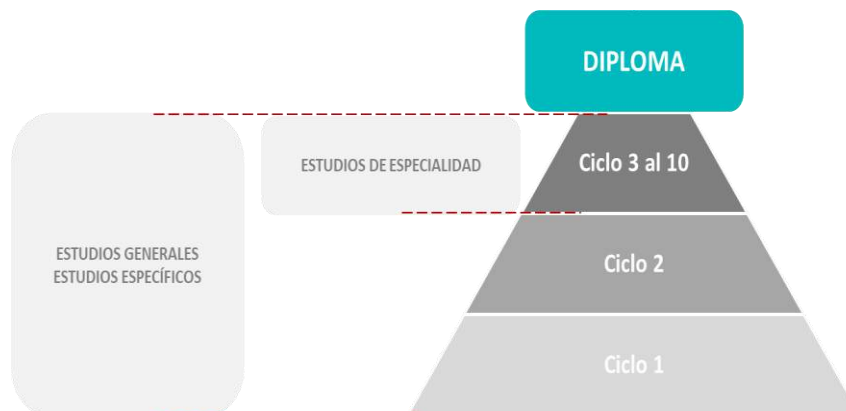 DIPLOMA
ESTUDIOS DE ESPECIALIDAD
Ciclo 3 al 10
ESTUDIOS GENERALES
ESTUDIOS ESPECÍFICOS
Ciclo 2
Ciclo 1